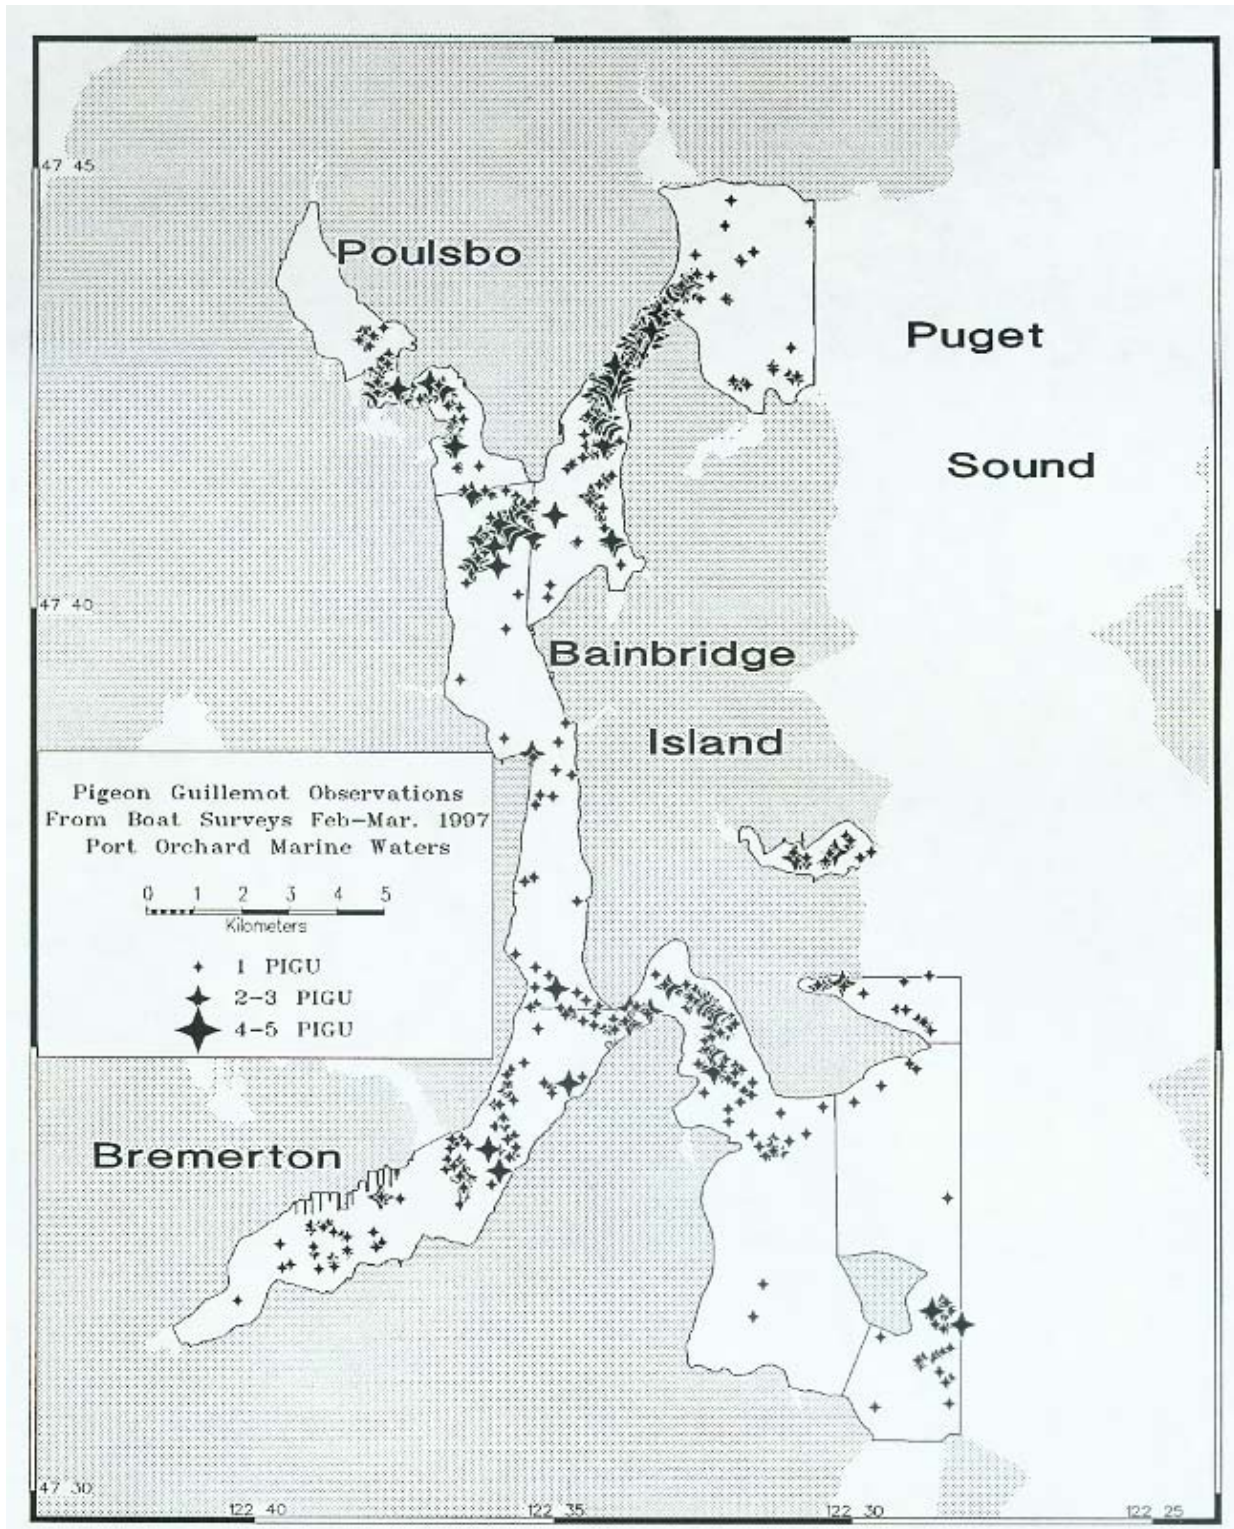 47 45
Poulsbo
Puget
Sound
47 40
Bainbridge
Island
Pigeon Guillemot Observations
From Boat Surveys Feb-Mar. 1997
Port Orchard Marine Waters
0 1 2 3 4 5
Kilometers
1 PIGU
2-3 PIGU
4-5 PIGU
Bremerton
47 30
122 40 122 35 122 30 122 25